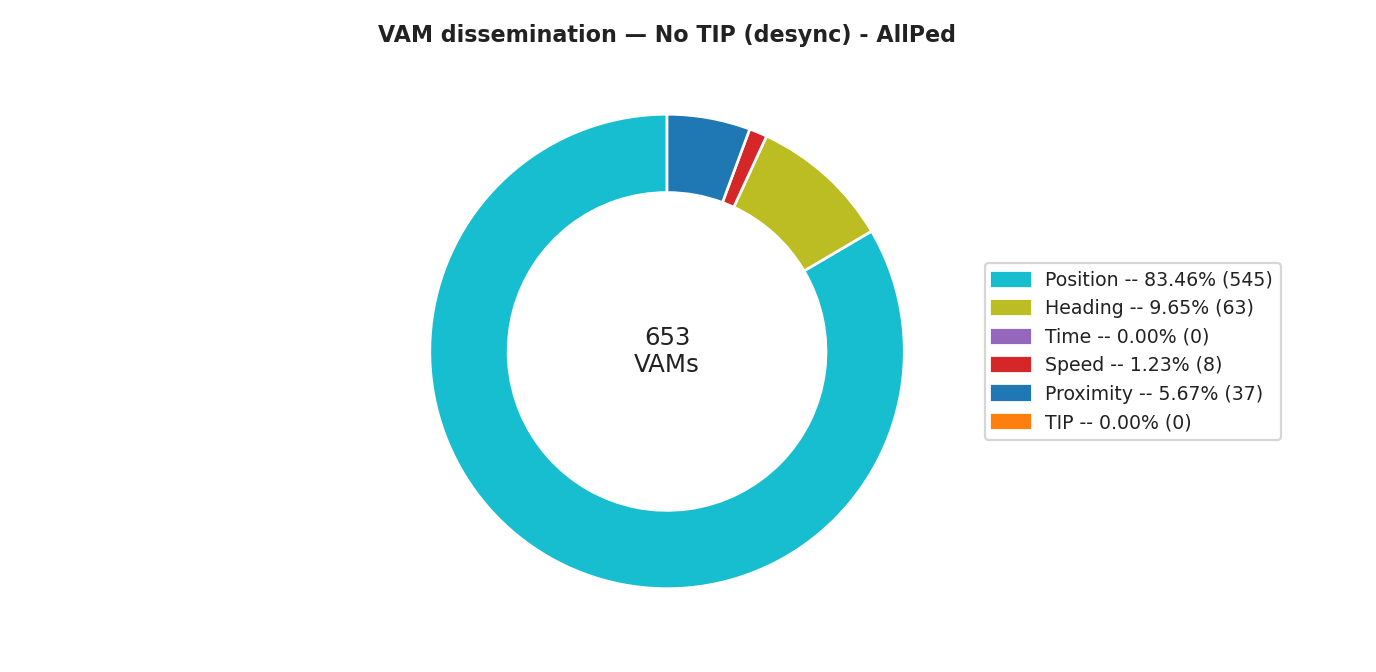 VAM dissemination — No TIP (desync) - AllPed
653
VAMs
Position -- 83.46% (545)
Heading -- 9.65% (63)
Time -- 0.00% (0)
Speed -- 1.23% (8)
Proximity -- 5.67% (37)
TIP -- 0.00% (0)